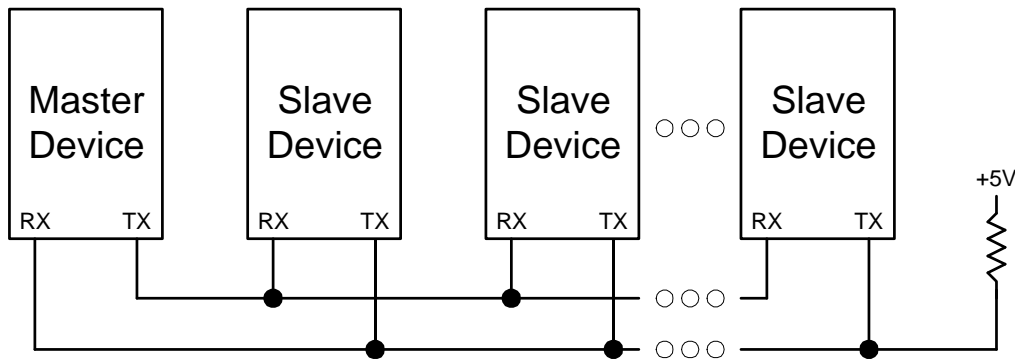 Master
Device
Slave
Device
Slave
Device
Slave
Device
+5V
RX TX
RX TX
RX TX
RX TX